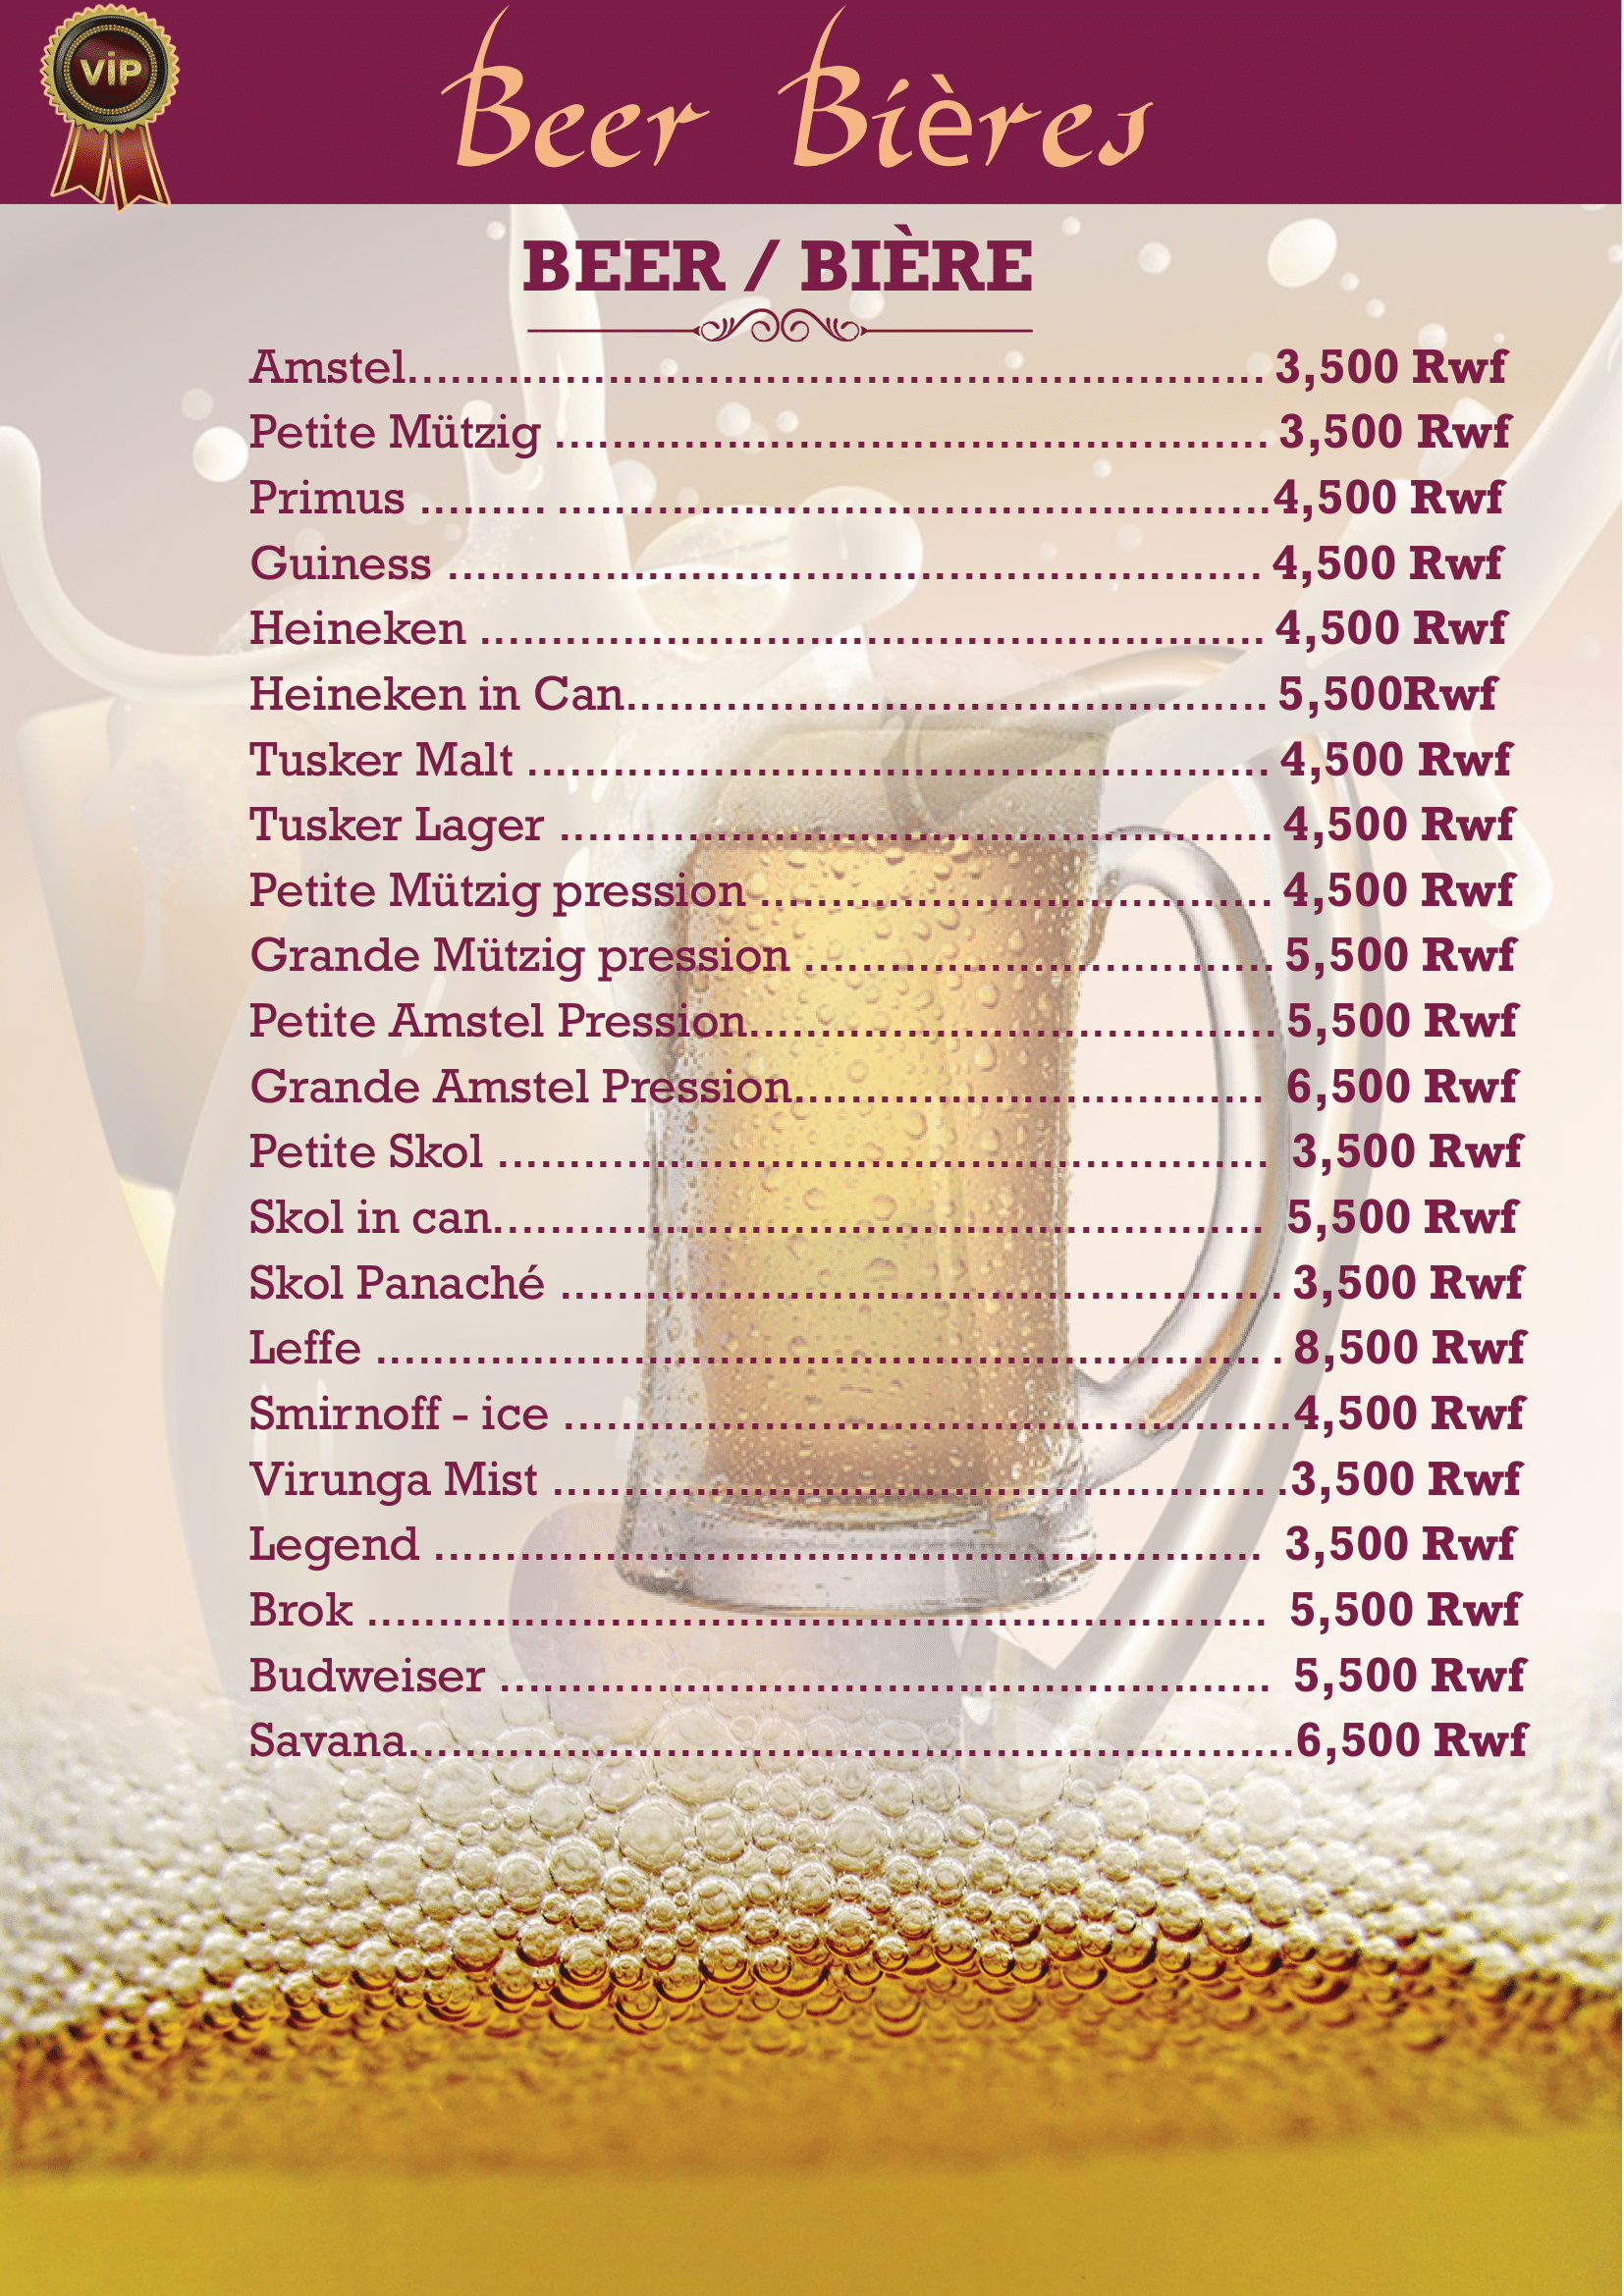 VIP
Beer Bières
BEER / BIÈRE
Amstel............................................................ 3,500 Rwf
Petite Mützig .................................................. 3,500 Rwf
Primus ......... ..................................................4,500 Rwf
Guiness ......................................................... 4,500 Rwf
Heineken ....................................................... 4,500 Rwf
Heineken in Can............................................. 5,500Rwf
Tusker Malt .................................................... 4,500 Rwf
Tusker Lager .................................................. 4,500 Rwf
Petite Mützig pression .................................... 4,500 Rwf
Grande Mützig pression ................................. 5,500 Rwf
Petite Amstel Pression..................................... 5,500 Rwf
Grande Amstel Pression................................. 6,500 Rwf
Petite Skol ...................................................... 3,500 Rwf
Skol in can...................................................... 5,500 Rwf
Skol Panaché ................................................... 3,500 Rwf
Leffe .............................................................. . 8,500 Rwf
Smirnoff - ice ...................................................4,500 Rwf
Virunga Mist .................................................. .3,500 Rwf
Legend .......................................................... 3,500 Rwf
Brok ............................................................... 5,500 Rwf
Budweiser ...................................................... 5,500 Rwf
Savana..............................................................6,500 Rwf